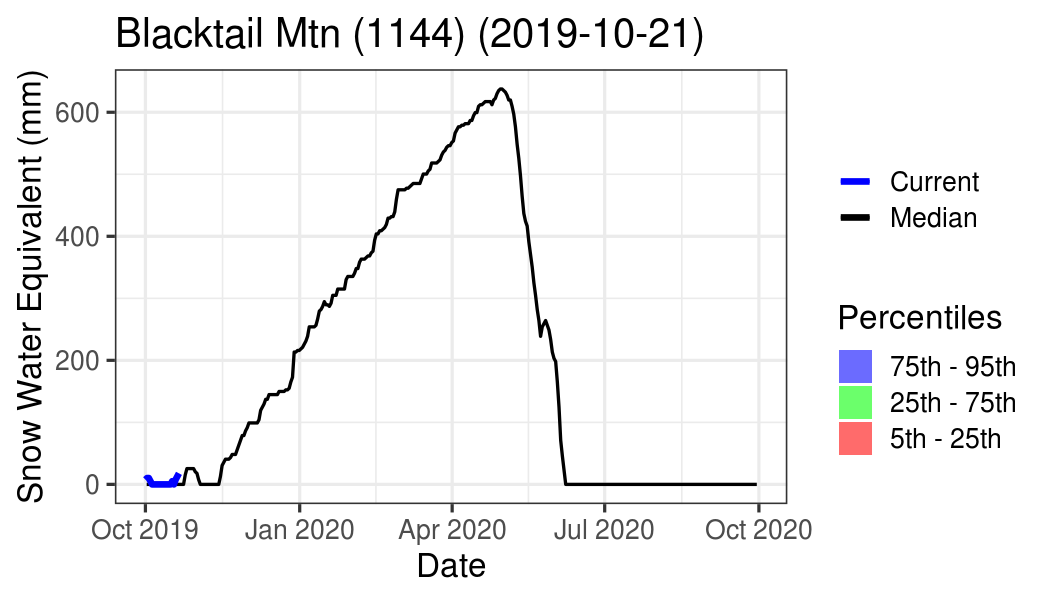 Blacktail Mtn (1144) (2019-10-21)
Snow Water Equivalent (mm)
600
400
200
0
Oct 2019
Jan 2020
Apr 2020
Jul 2020
Oct 2020
Date
Current
Median
Percentiles
75th - 95th
25th - 75th
5th - 25th